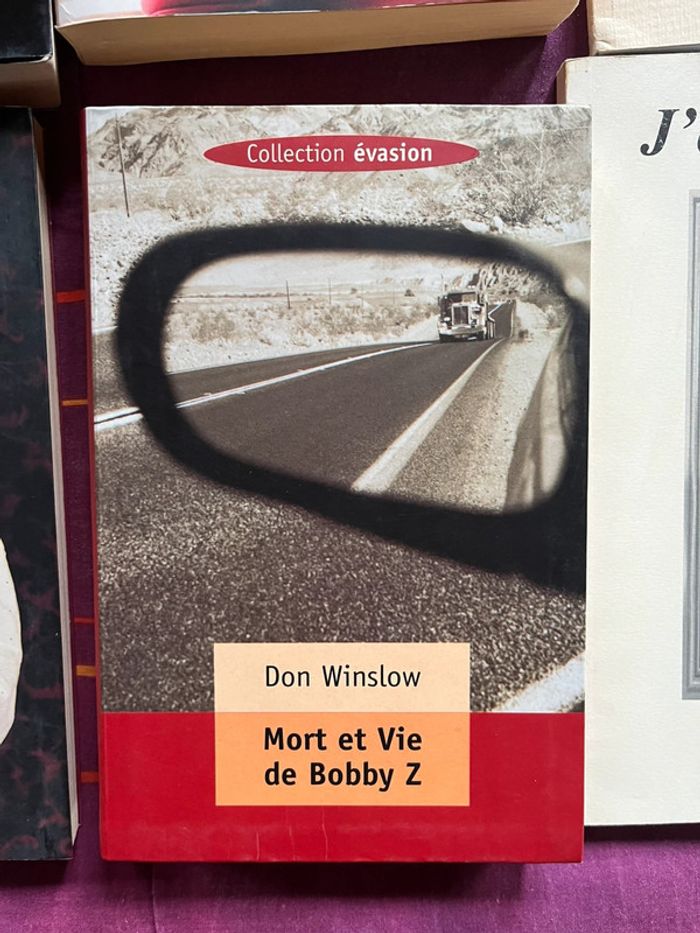 Collection évasion
Don Winslow
Mort et Vie
de Bobby Z